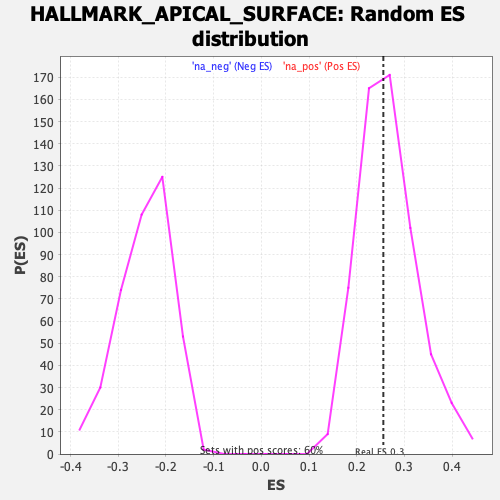 HALLMARK_APICAL_SURFACE: Random ES
distribution
'na_neg' (Neg ES) 'na_pos' (Pos ES)
P(ES)
170
160
150
140
130
120
110
100
90
80
70
60
50
40
30
20
10
0
Sets with pos scores: 60%
Real ES 0.3
-0.4 -0.3 -0.2 -0.1 0.0 0.1 0.2 0.3 0.4
ES